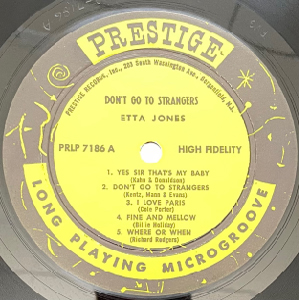 PRESTIGE
PRESTIGE RECORDS, Inc., 203 South Washington Ave., Bergenfield, N.J.
DON'T GO TO STRANGERS
ETTA JONES
PRLP 7186 A HIGH FIDELITY
1. YES SIR THAT'S MY BABY
(Kahn & Donaldson)
2. DON'T GO TO STRANGERS
(Kentz, Mann & Evans)
3. I LOVE PARIS
(Cole Porter)
4. FINE AND MELLOW
(Billie Holiday)
5. WHERE OR WHEN
(Richard Rodgers)
LONG PLAYING MICROGROOVE